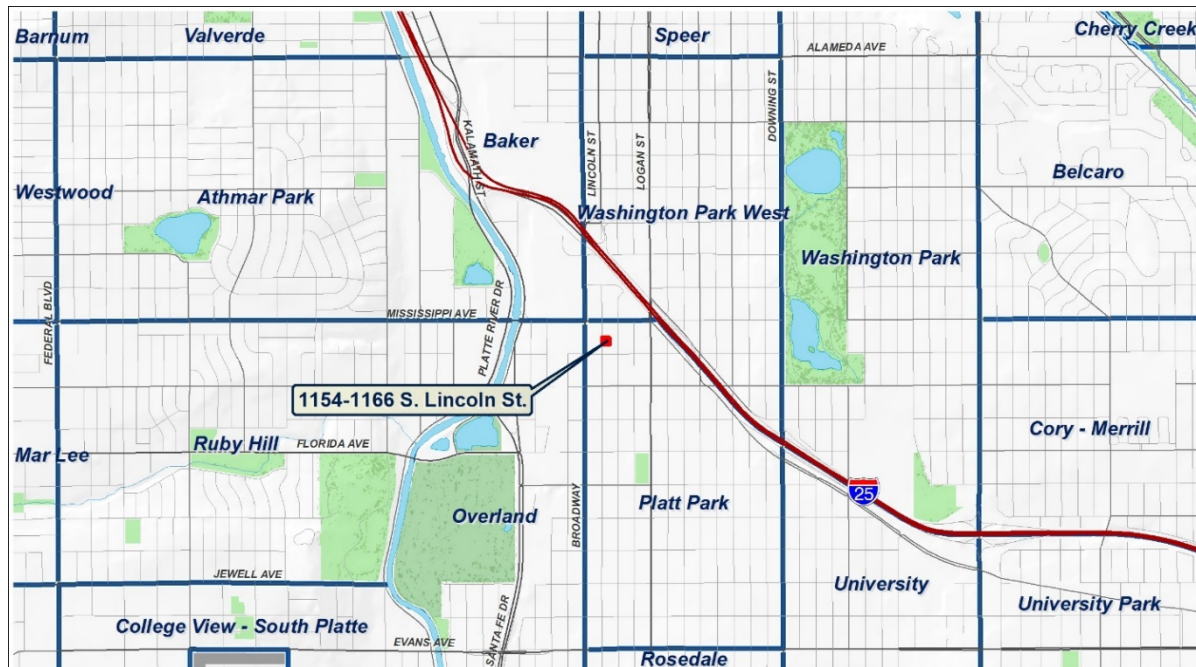 Barnum
Valverde
Speer
Cherry Creek
ALAMEDA AVE
KALAMATH ST
Baker
LINCOLN ST
LOGAN ST
DOWNING ST
Westwood
Athmar Park
Belcaro
Washington Park West
Washington Park
FEDERAL BLVD
MISSISSIPPI AVE
PLATTE RIVER DR
1154-1166 S. Lincoln St.
Mar Lee
Ruby Hill
FLORIDA AVE
Cory - Merrill
25
Overland
BROADWAY
Platt Park
JEWELL AVE
University
University Park
College View - South Platte
EVANS AVE
SANTA FE DR
Rosedale